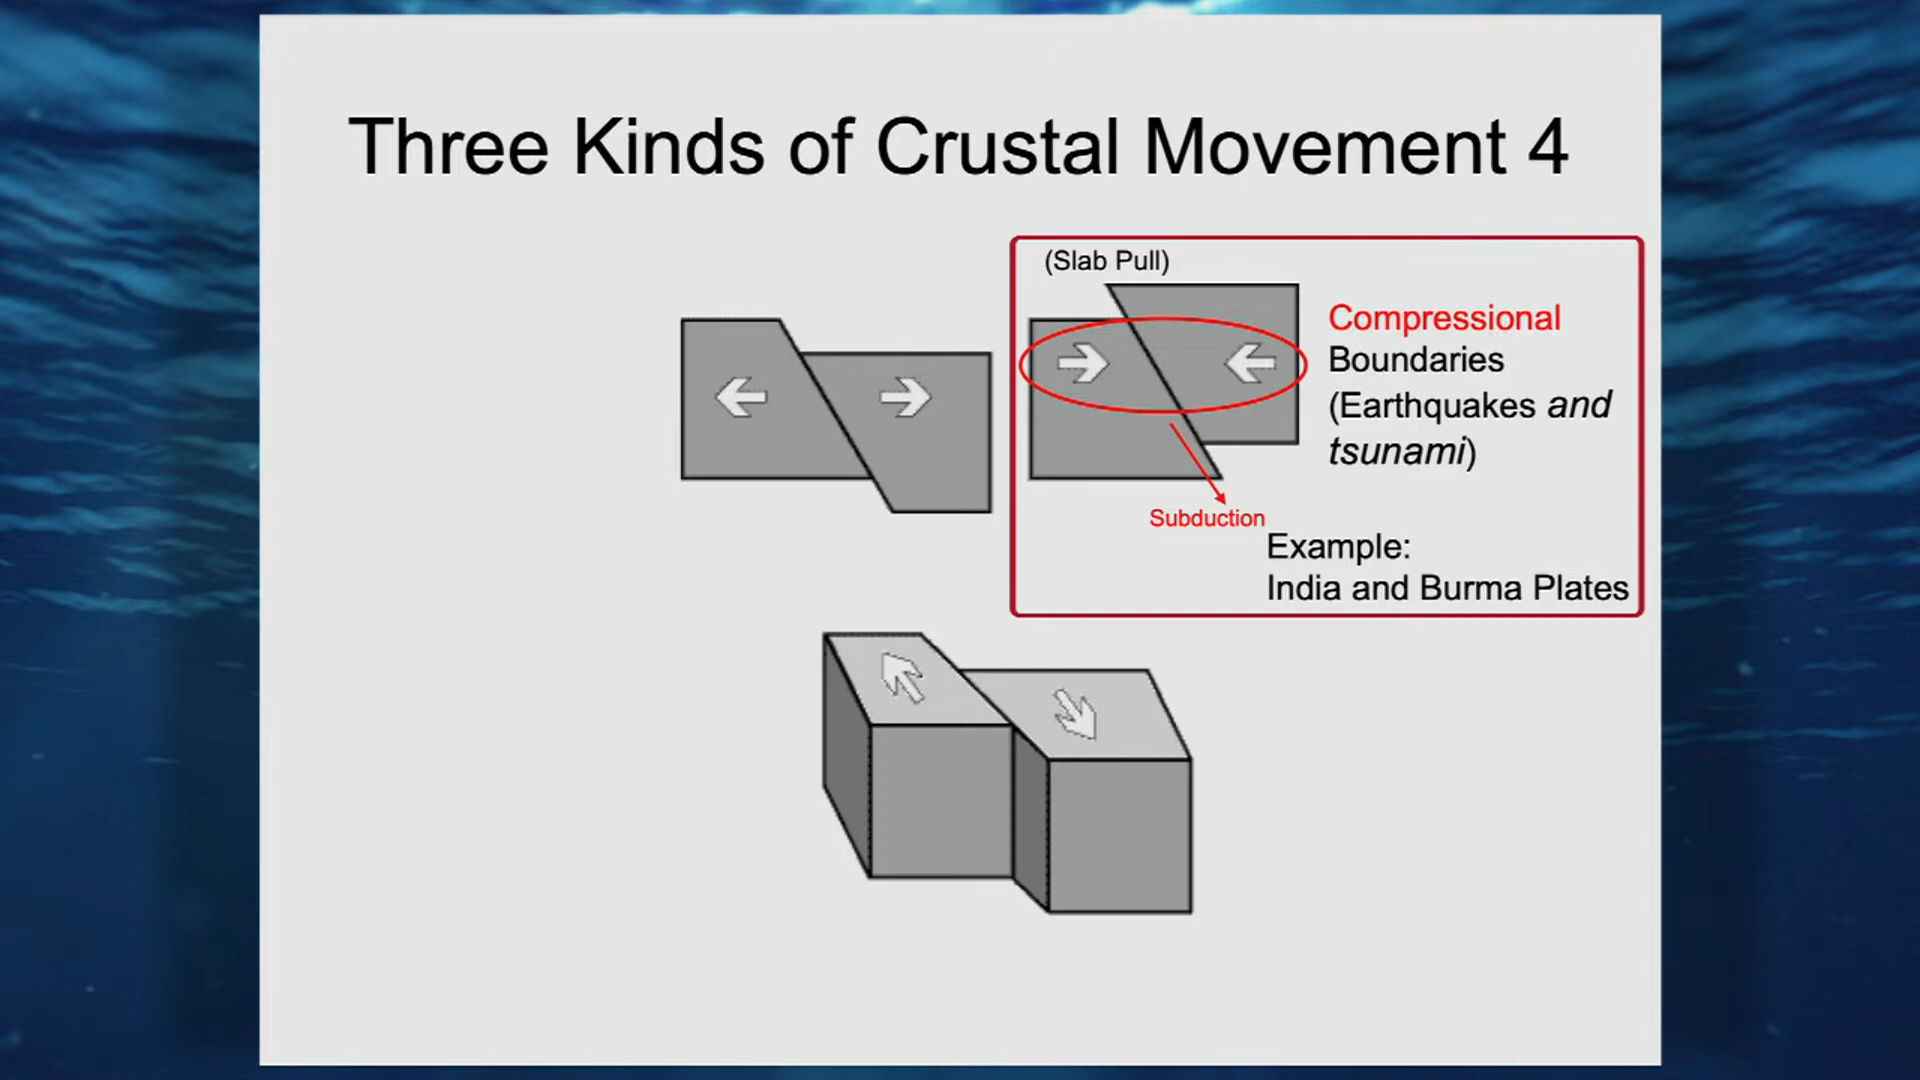 Three Kinds of Crustal Movement 4
(Slab Pull)
Compressional
Boundaries
(Earthquakes and
tsunami)
Subduction
Example:
India and Burma Plates